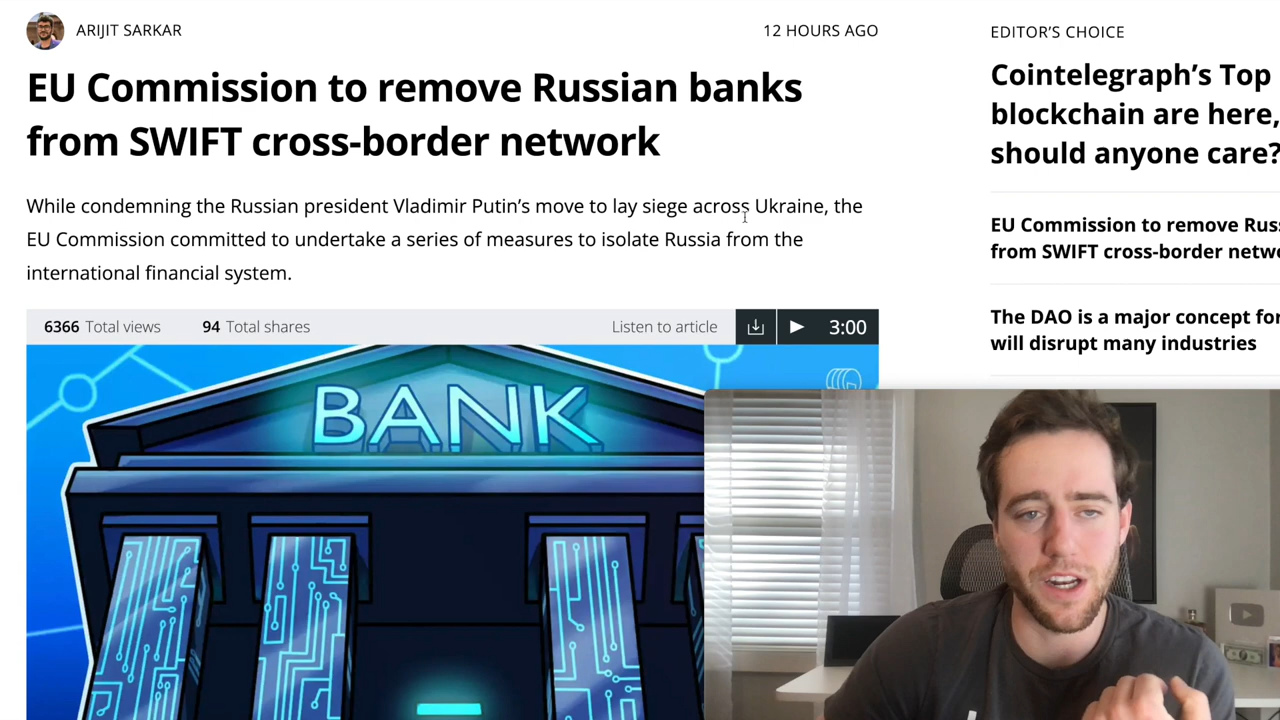 ARIJIT SARKAR
12 HOURS AGO
EU Commission to remove Russian banks
from SWIFT cross-border network
While condemning the Russian president Vladimir Putin's move to lay siege across Ukraine, the
EU Commission committed to undertake a series of measures to isolate Russia from the
international financial system.
6366 Total views
94 Total shares
Listen to article
3:00
BANK
EDITOR'S CHOICE
Cointelegraph's Top
blockchain are here,
should anyone care?
EU Commission to remove Russ
from SWIFT cross-border netwo
The DAO is a major concept for
will disrupt many industries